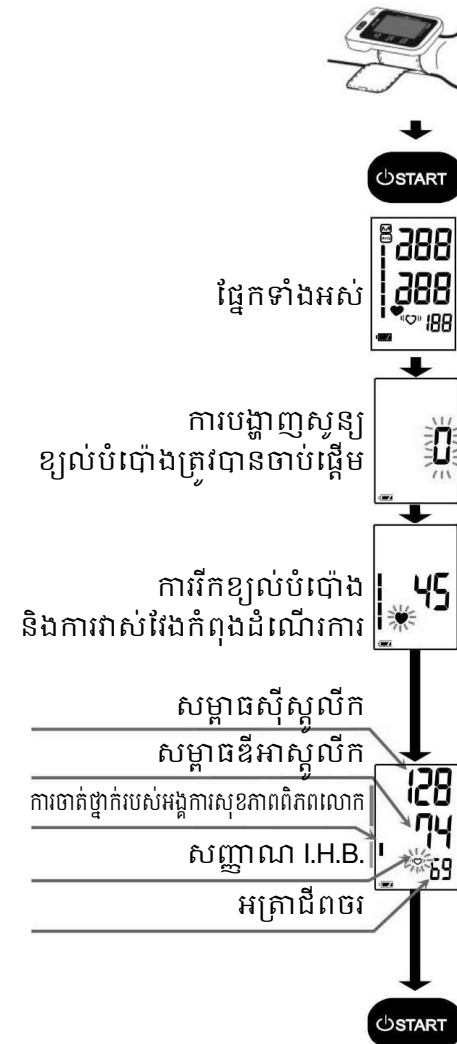 START
288
288
188
ផ្នែកទាំងអស់
ការបង្ហាញសូន្យ
ខ្យល់បំប៉ោងត្រូវបានចាប់ផ្តើម
0
ការរីកខ្យល់បំប៉ោង
និងការវាស់វែងកំពុងដំណើរការ
45
សម្ពាធស៊ីស្តូលីក
សម្ពាធឌីអាស្តូលីក
ការចាត់ថ្នាក់របស់អង្គការសុខភាពពិភពលោក
សញ្ញាណ I.H.B.
អត្រាជីពចរ
128
74
69
START